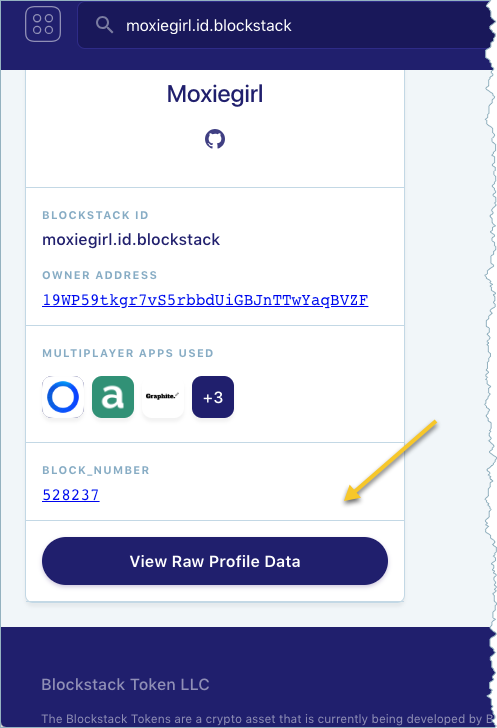 moxiegirl.id.blockstack
Moxiegirl
BLOCKSTACK ID
moxiegirl.id.blockstack
OWNER ADDRESS
19WP59tkgr7vS5rbbdUiGBJnTTwYaqBVZF
MULTIPLAYER APPS USED
a Graphite. +3
BLOCK_NUMBER
528237
View Raw Profile Data
Blockstack Token LLC
The Blockstack Tokens are a crypto asset that is currently being developed by